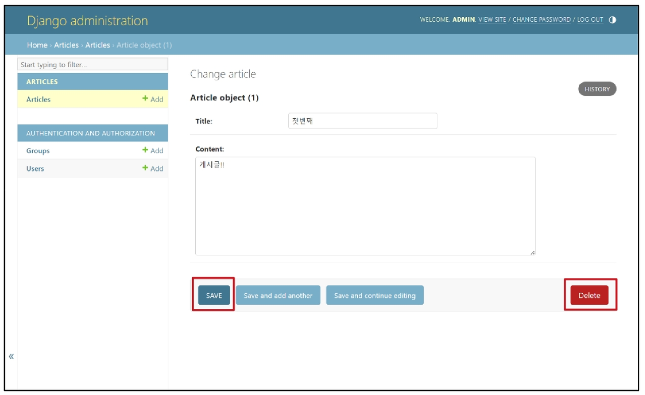 Django administration
WELCOME, ADMIN. VIEW SITE / CHANGE PASSWORD / LOG OUT
Home › Articles › Articles › Article object (1)
Start typing to filter...
ARTICLES
Articles + Add
AUTHENTICATION AND AUTHORIZATION
Groups + Add
Users + Add
«
Change article
Article object (1)
HISTORY
Title: 첫번째
Content:
게시글!!
SAVE Save and add another Save and continue editing Delete